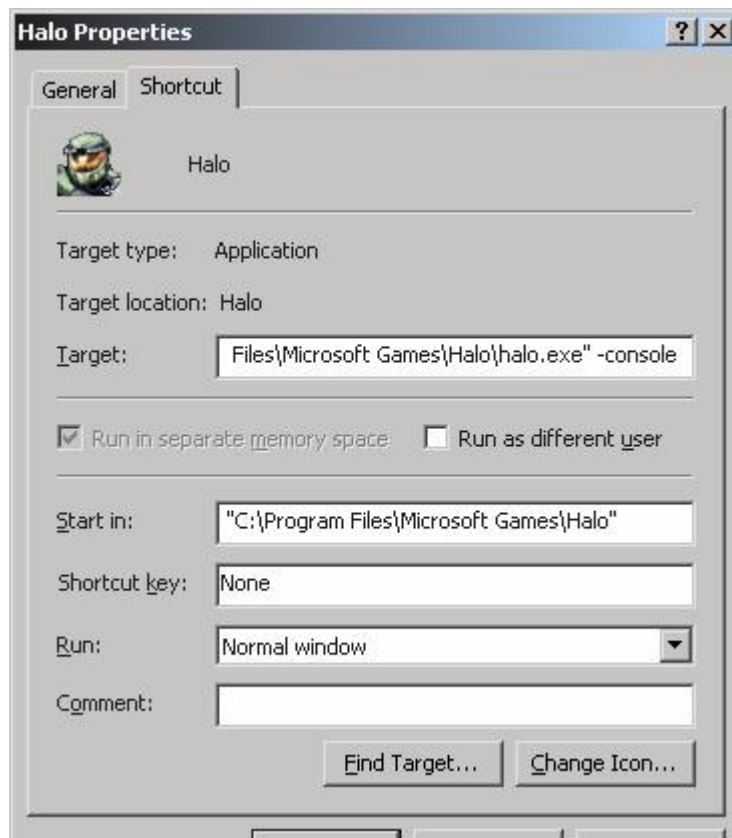 Halo Properties
General Shortcut
Halo
Target type: Application
Target location: Halo
Target: Files\Microsoft Games\Halo\halo.exe" -console
Run in separate memory space Run as different user
Start in: "C:\Program Files\Microsoft Games\Halo"
Shortcut key: None
Run: Normal window
Comment:
Find Target... Change Icon...